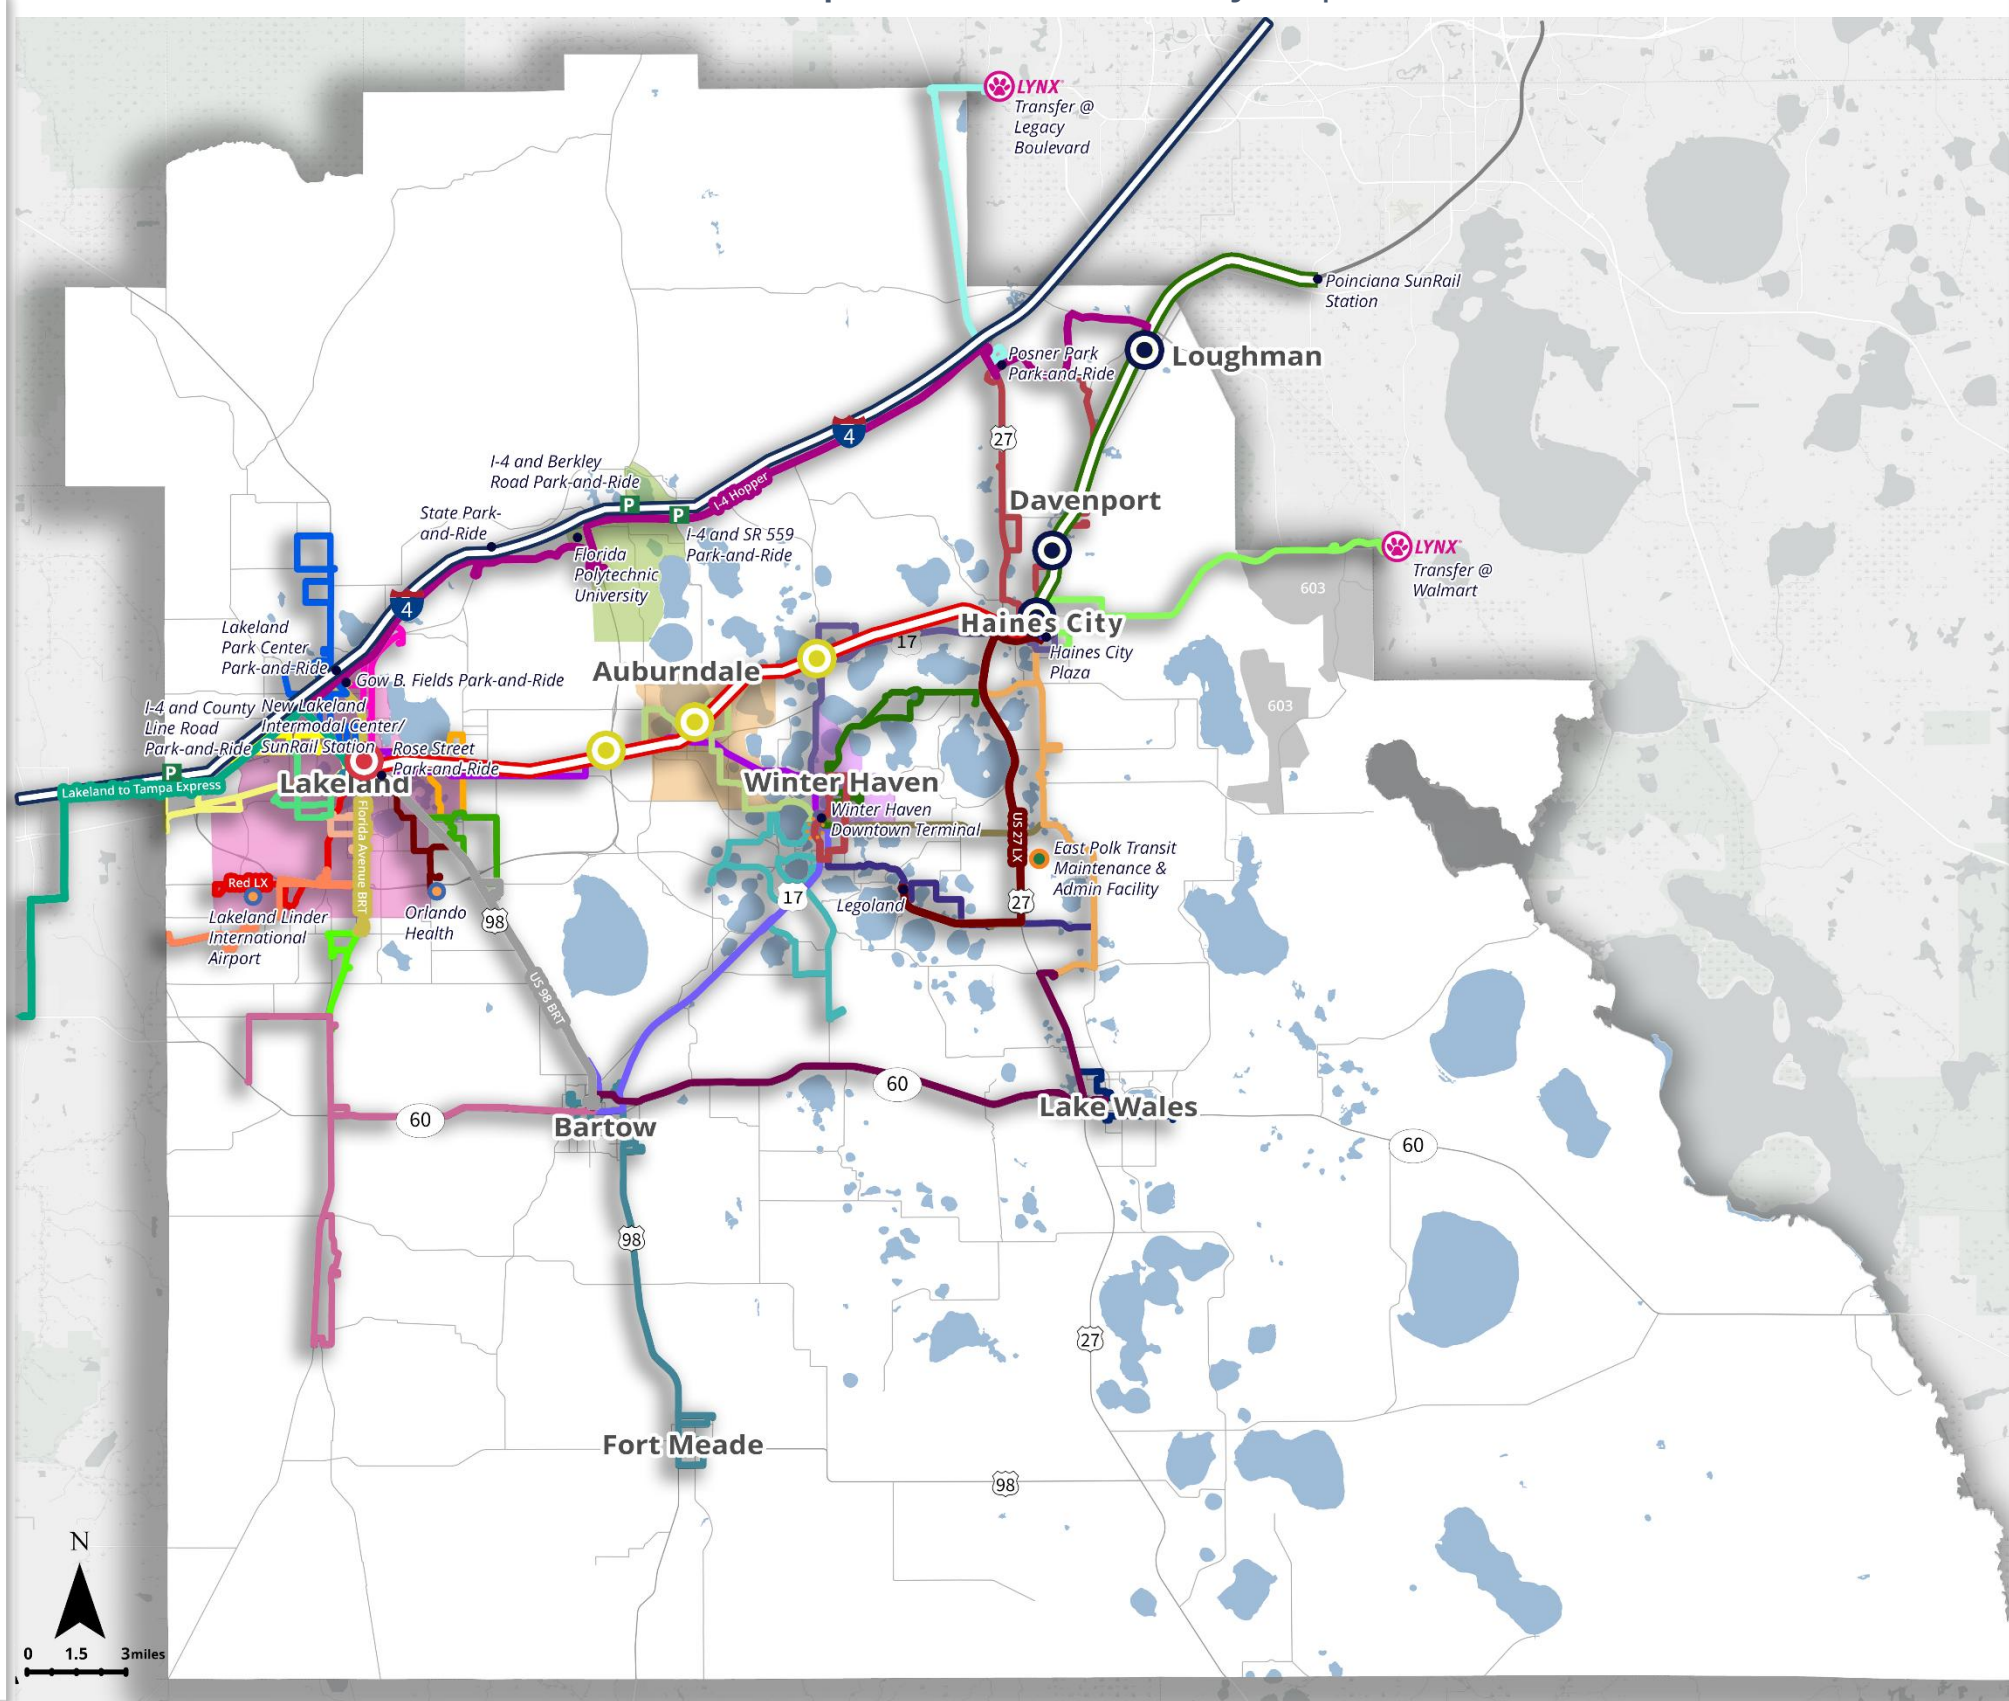 LYNX
Transfer @
Legacy
Boulevard
Poinciana SunRail
Station
Posner Park
Park-and-Ride
Loughman
4
27
I-4 Hopper
I-4 and Berkley
Road Park-and-Ride
P
P
State Park-
and-Ride
I-4 and SR 559
Park-and-Ride
Florida
Polytechnic
University
Davenport
LYNX
Transfer @
Walmart
603
4
Lakeland
Park Center
Park-and-Ride
Haines City
17
Haines City
Plaza
Auburndale
Gow B. Fields Park-and-Ride
603
I-4 and County
Line Road
Park-and-Ride
New Lakeland
Intermodal Center/
SunRail Station
Rose Street
Park-and-Ride
P
Lakeland to Tampa Express
Lakeland
Winter Haven
Winter Haven
Downtown Terminal
US 27 LX
East Polk Transit
Maintenance &
Admin Facility
Florida Avenue BRT
Red LX
Lakeland Linder
International
Airport
Orlando
Health
98
17
Legoland
27
US 98 BRT
60
60
Bartow
Lake Wales
60
98
27
Fort Meade
98
N
0 1.5 3miles